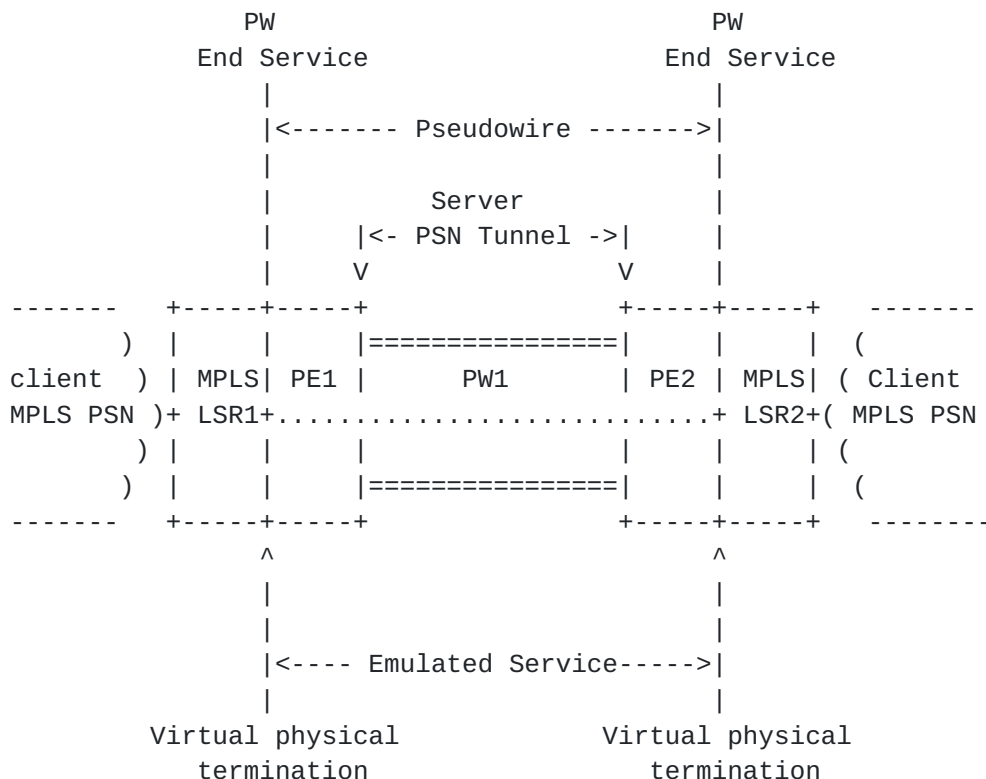 PW PW
End Service End Service
|<------- Pseudowire ------->|
Server
|<- PSN Tunnel ->|
V V
------- +-----+-----+ +-----+-----+ -------
) | | |================| | | (
client ) | MPLS| PE1 | PW1 | PE2 | MPLS| ( Client
MPLS PSN )+ LSR1+............................+ LSR2+( MPLS PSN
) | | | | | | (
) | | |================| | | (
------- +-----+-----+ +-----+-----+ --------
^ ^
|<---- Emulated Service----->|
Virtual physical Virtual physical
termination termination